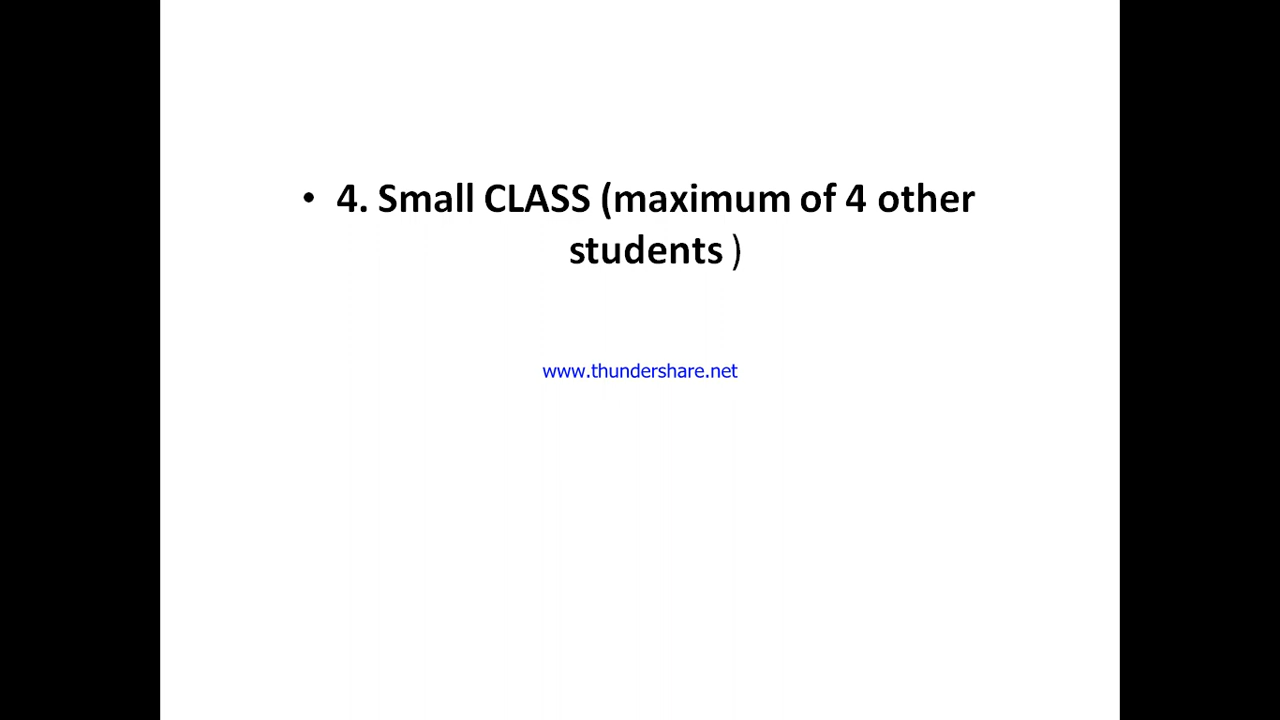 • 4. Small CLASS (maximum of 4 other
students )
www.thundershare.net